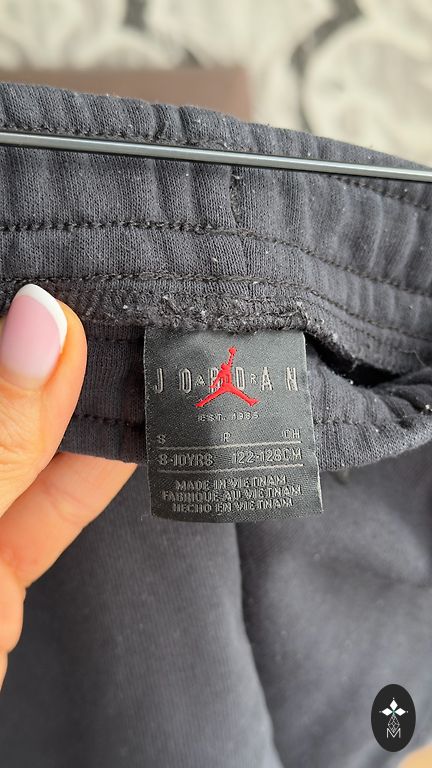 JORDAN
EST. 1985
S P CH
8-10YRS 122-128CM
MADE IN VIETNAM
FABRIQUE AU VIETNAM
HECHO EN VIETNAM
M